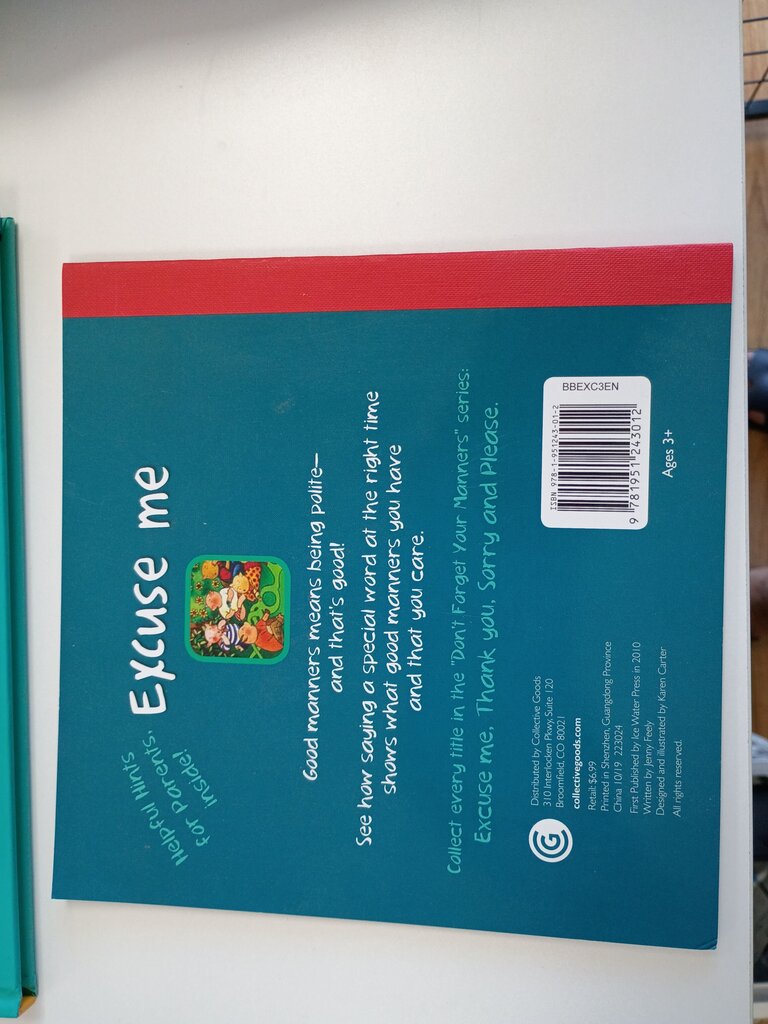 Helpful Hints
for Parents,
inside!
Excuse me
Good manners means being polite—
and that's good!
See how saying a special word at the right time
shows what good manners you have
and that you care.
Collect every title in the "Don't Forget Your Manners" series:
Excuse me, Thank you, Sorry and Please.
CG
Distributed by Collective Goods
310 Interlocken Pkwy, Suite 120
Broomfield, CO 80021
collectivegoods.com
Retail: $6.99
Printed in Shenzhen, Guangdong Province
China 10/19 223024
First Published by Ice Water Press in 2010
Written by Jenny Feely
Designed and illustrated by Karen Carter
All rights reserved.
BBEXC3EN
ISBN 978-1-951243-01-2
9 781951 243012
Ages 3+